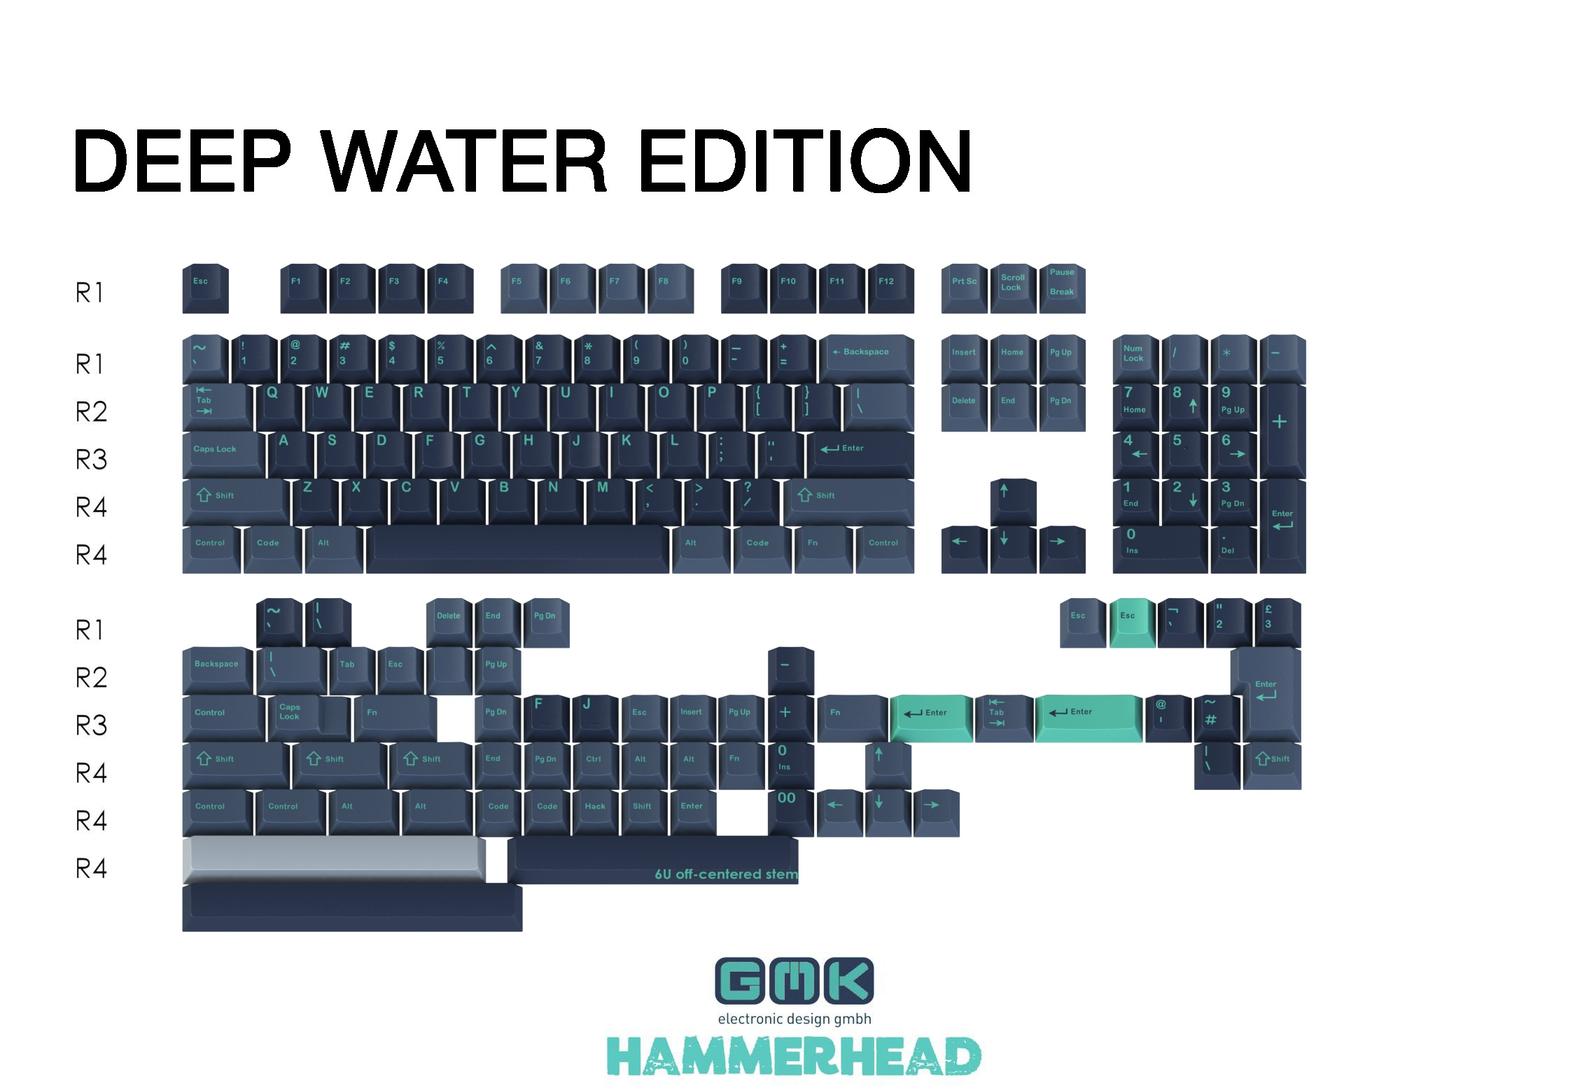 DEEP WATER EDITION
R1 Esc F1 F2 F3 F4 F5 F6 F7 F8 F9 F10 F11 F12 Prt Sc Scroll Lock Pause Break
R1 ~ ` ! 1 @ 2 # 3 $ 4 % 5 ^ 6 & 7 * 8 ( 9 ) 0 — - + = ← Backspace Insert Home Pg Up Num Lock / * −
R2 ⇤ Tab ⇥ Q W E R T Y U I O P { [ } ] | \ Delete End Pg Dn 7 Home 8 ↑ 9 Pg Up +
R3 Caps Lock A S D F G H J K L : ; " ' ↵ Enter 4 ← 5 6 →
R4 ⇧ Shift Z X C V B N M < , > . ? / ⇧ Shift ↑ 1 End 2 ↓ 3 Pg Dn Enter ↵
R4 Control Code Alt Alt Code Fn Control ← ↓ → 0 Ins . Del
R1 ~ ` | \ Delete End Pg Dn Esc Esc ¬ ` " 2 £ 3
R2 Backspace | \ Tab Esc Pg Up − Enter ↵
R3 Control Caps Lock Fn Pg Dn F J Esc Insert Pg Up + Fn ↵ Enter ⇤ Tab ⇥ ↵ Enter @ ' ~ #
R4 ⇧ Shift ⇧ Shift ⇧ Shift End Pg Dn Ctrl Alt Alt Fn 0 Ins ↑ | \ ⇧ Shift
R4 Control Control Alt Alt Code Code Hack Shift Enter 00 ← ↓ →
R4 6U off-centered stem
GMK
electronic design gmbh
HAMMERHEAD